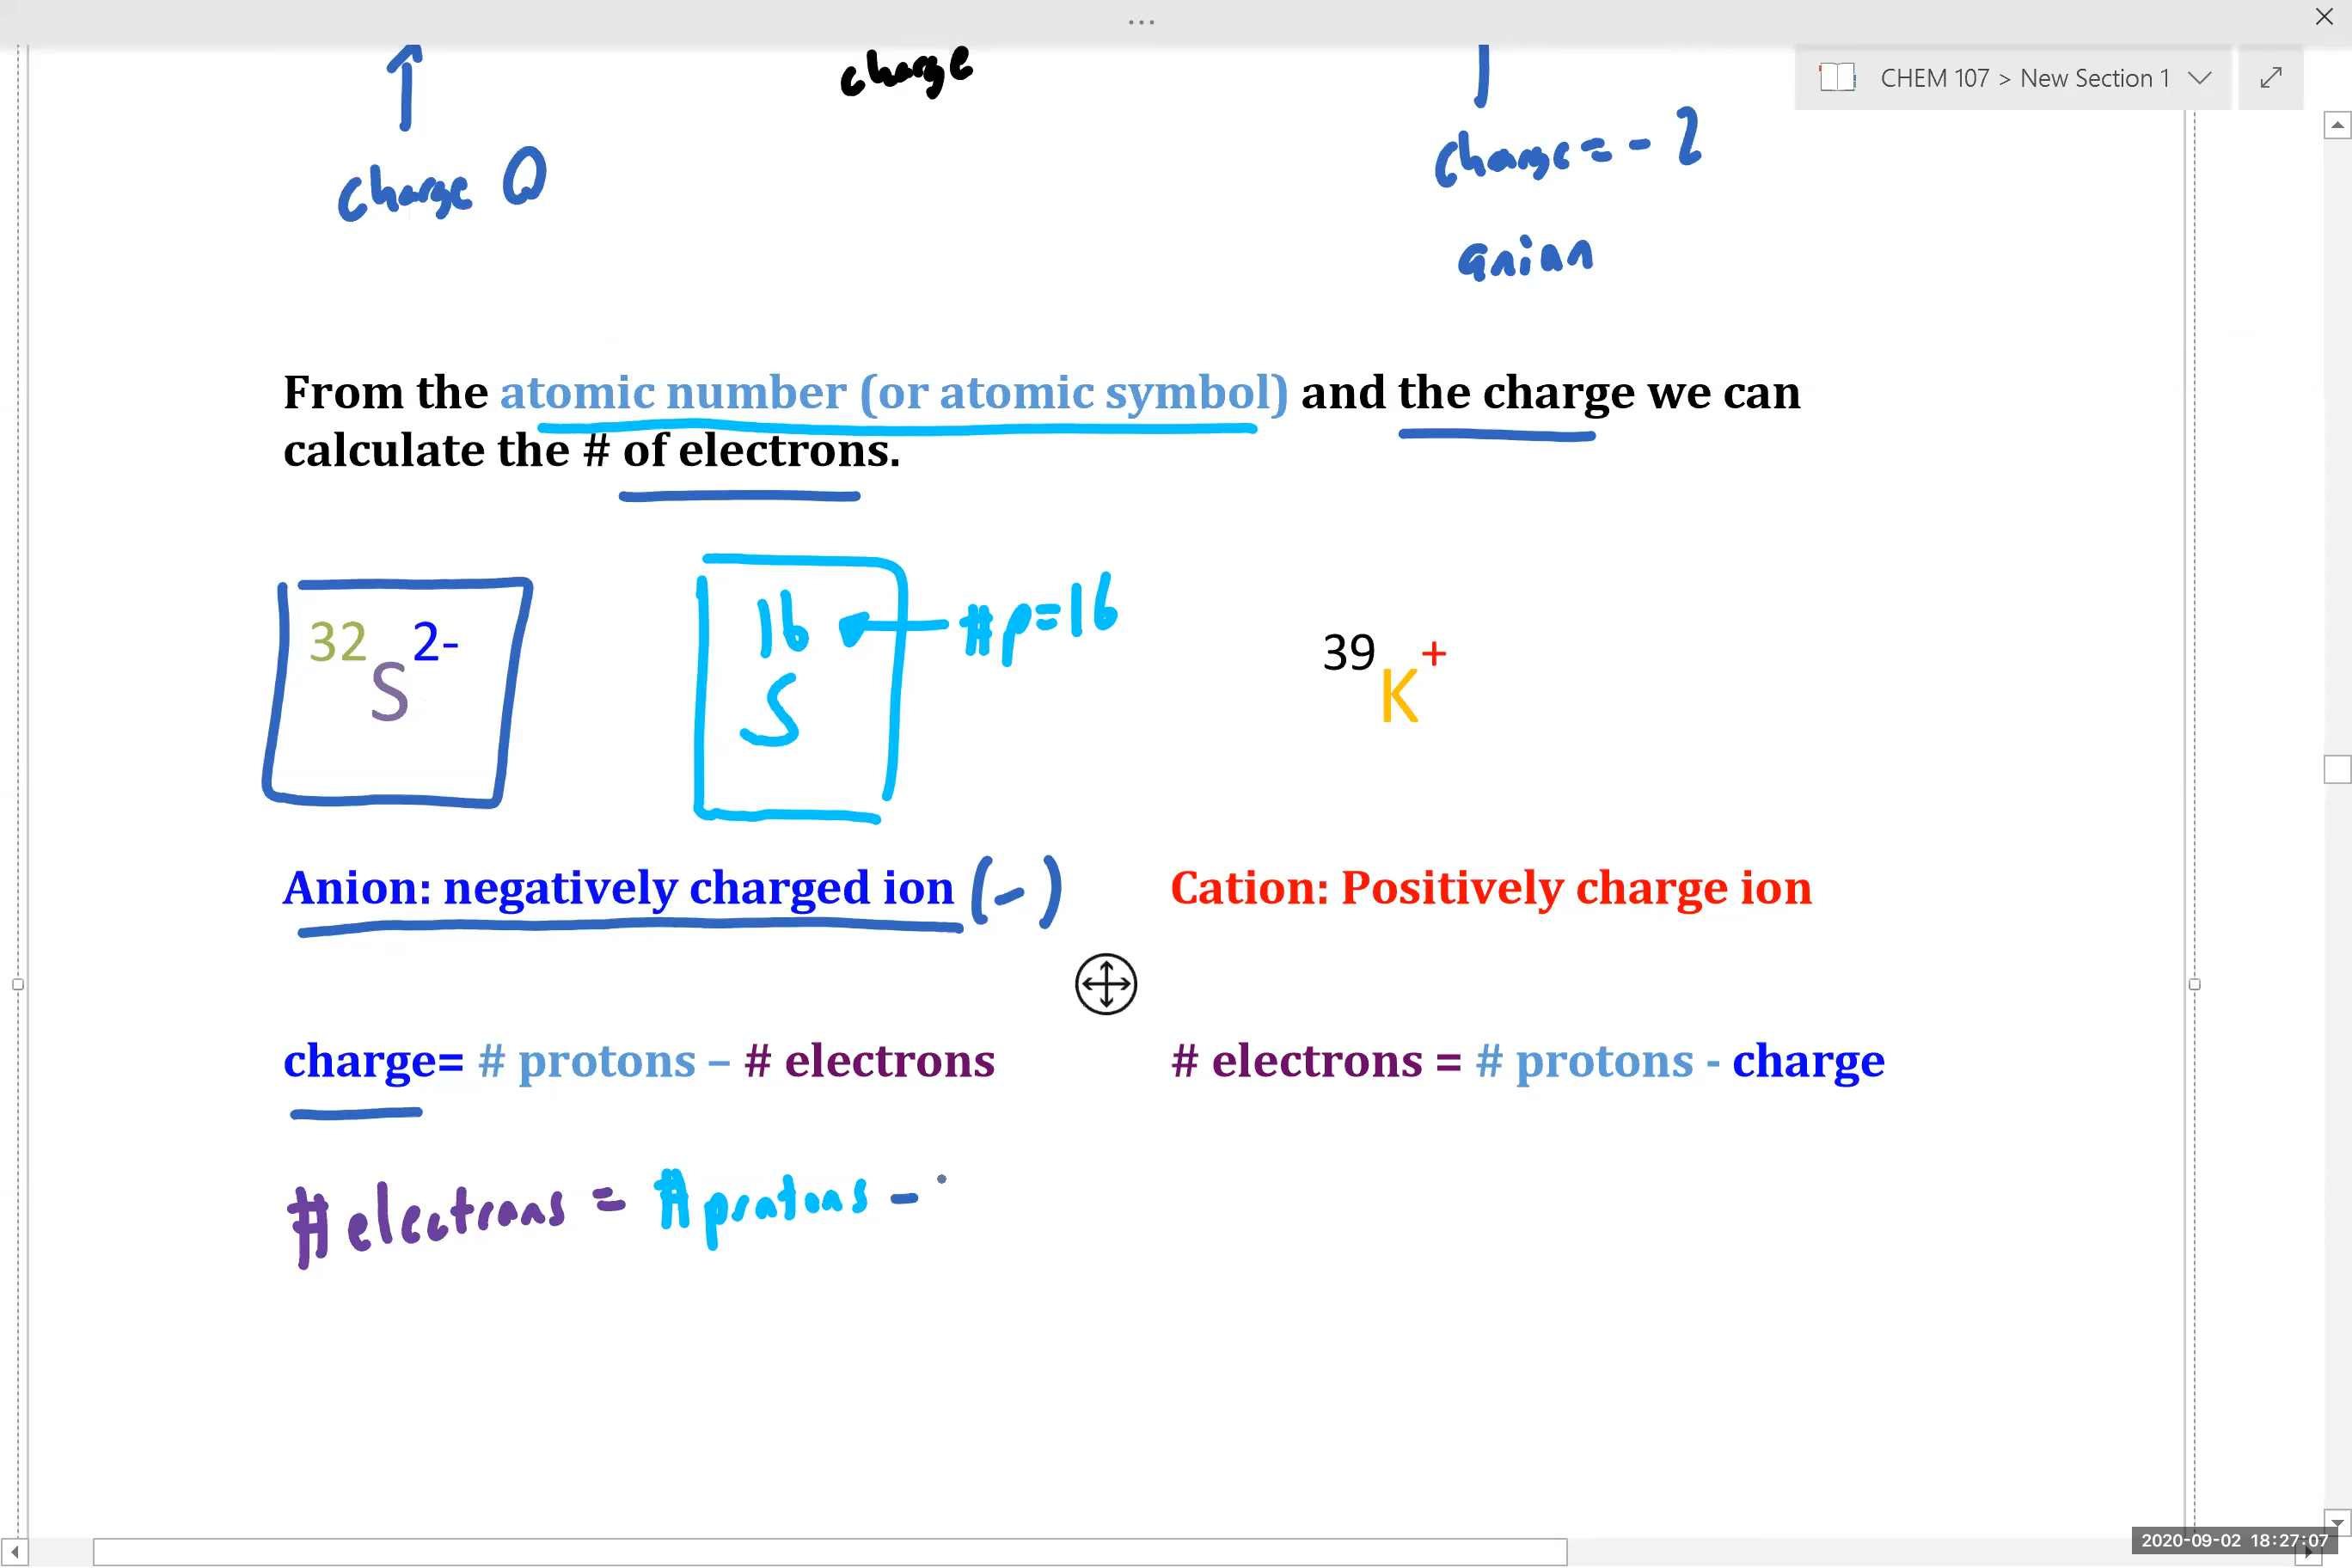 ...
CHEM 107 > New Section 1
charge
charge 0
charge = - 2
anion
From the atomic number (or atomic symbol) and the charge we can
calculate the # of electrons.
32 S 2-
16 #p=16
S
39 K +
Anion: negatively charged ion (-)
Cation: Positively charge ion
charge= # protons – # electrons
# electrons = # protons - charge
# electrons = # protons -
2020-09-02 18:27:07